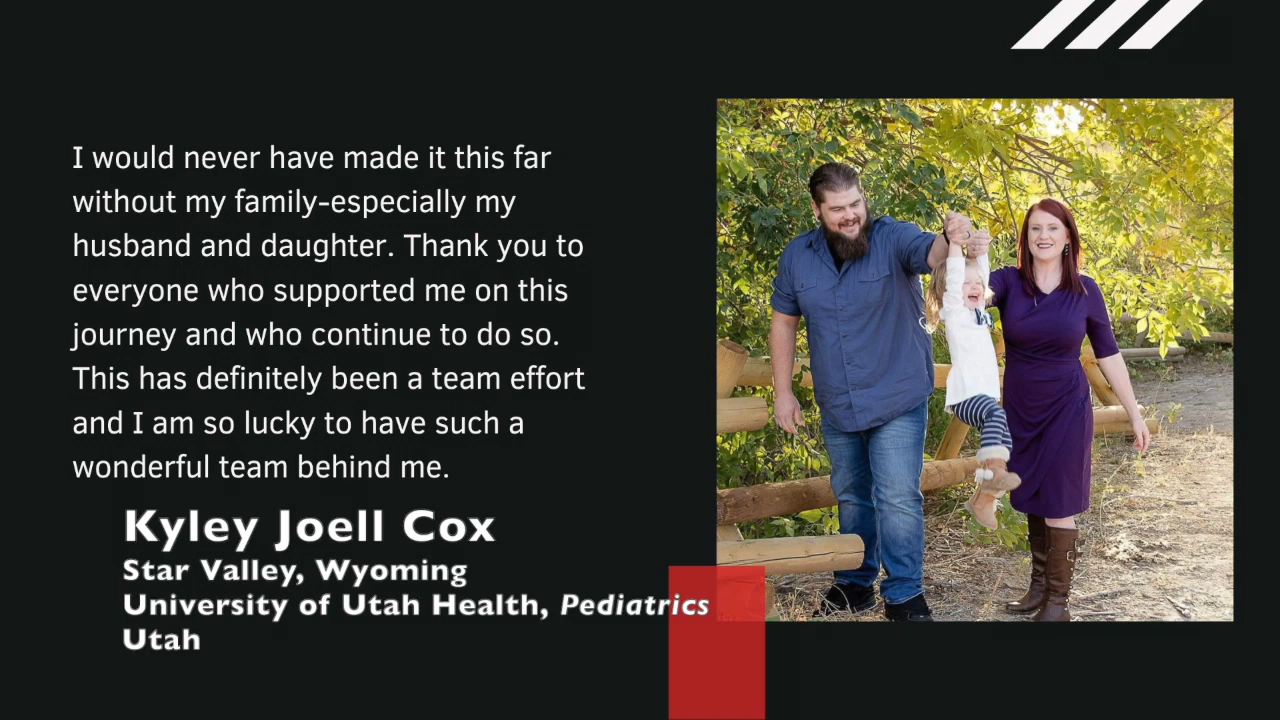 I would never have made it this far
without my family-especially my
husband and daughter. Thank you to
everyone who supported me on this
journey and who continue to do so.
This has definitely been a team effort
and I am so lucky to have such a
wonderful team behind me.
Kyley Joell Cox
Star Valley, Wyoming
University of Utah Health, Pediatrics
Utah